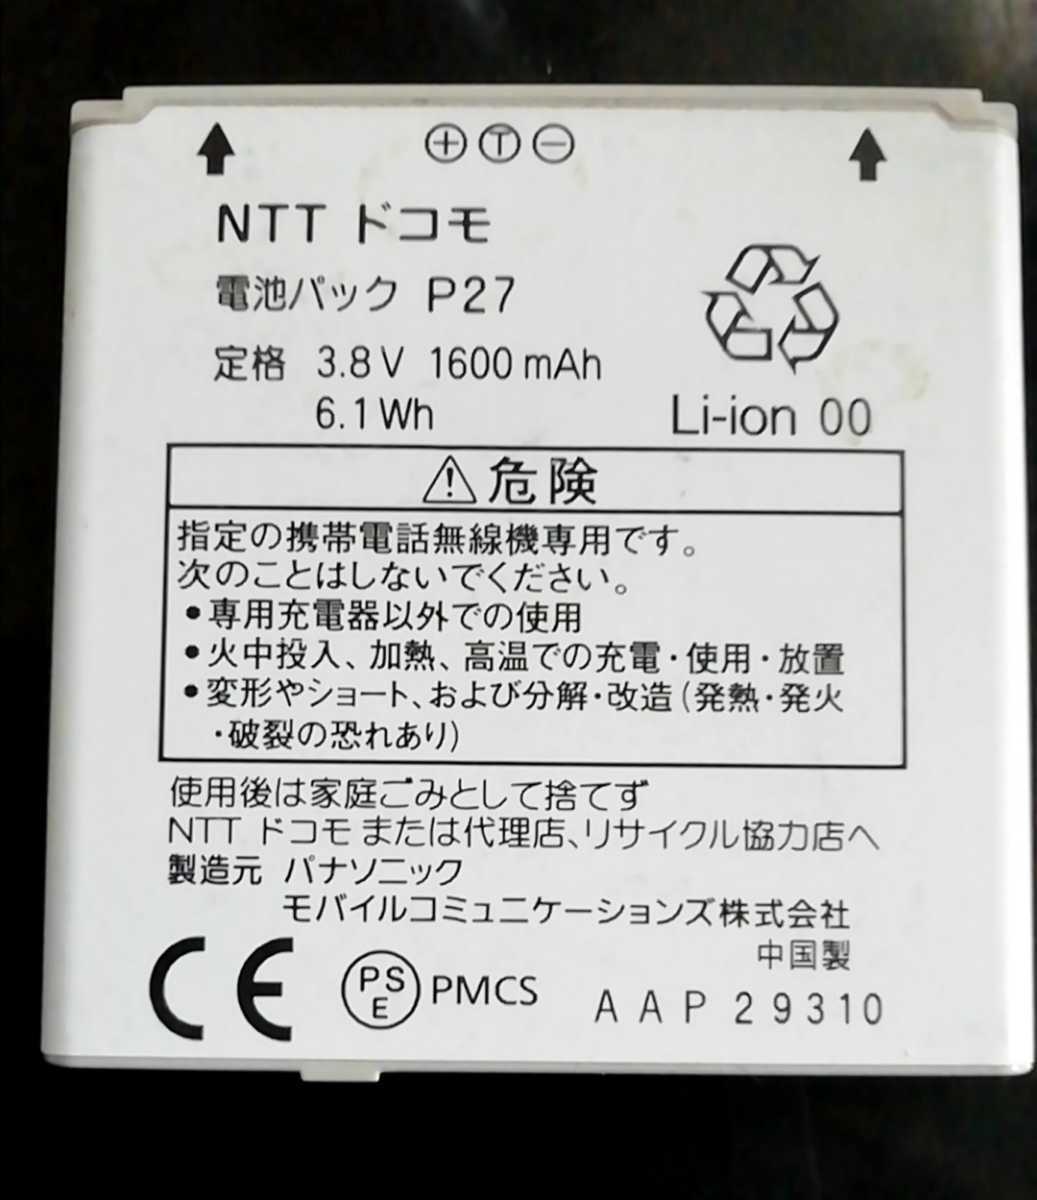 ⊕ Ⓣ ⊖
NTT ドコモ
電池パック P27
定格 3.8V 1600mAh
6.1Wh
Li-ion 00
危険
指定の携帯電話無線機専用です。
次のことはしないでください。
●専用充電器以外での使用
●火中投入、加熱、高温での充電・使用・放置
●変形やショート、および分解・改造(発熱・発火
・破裂の恐れあり)
使用後は家庭ごみとして捨てず
NTT ドコモ または代理店、リサイクル協力店へ
製造元 パナソニック
モバイルコミュニケーションズ株式会社
中国製
CE PSE PMCS
AAP29310